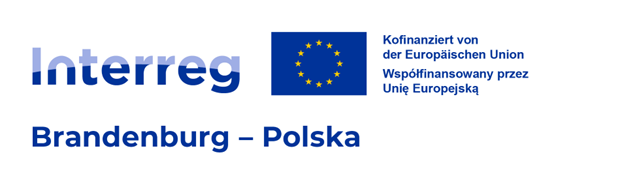 Interreg
Kofinanziert von
der Europäischen Union
Współfinansowany przez
Unię Europejską
Brandenburg – Polska